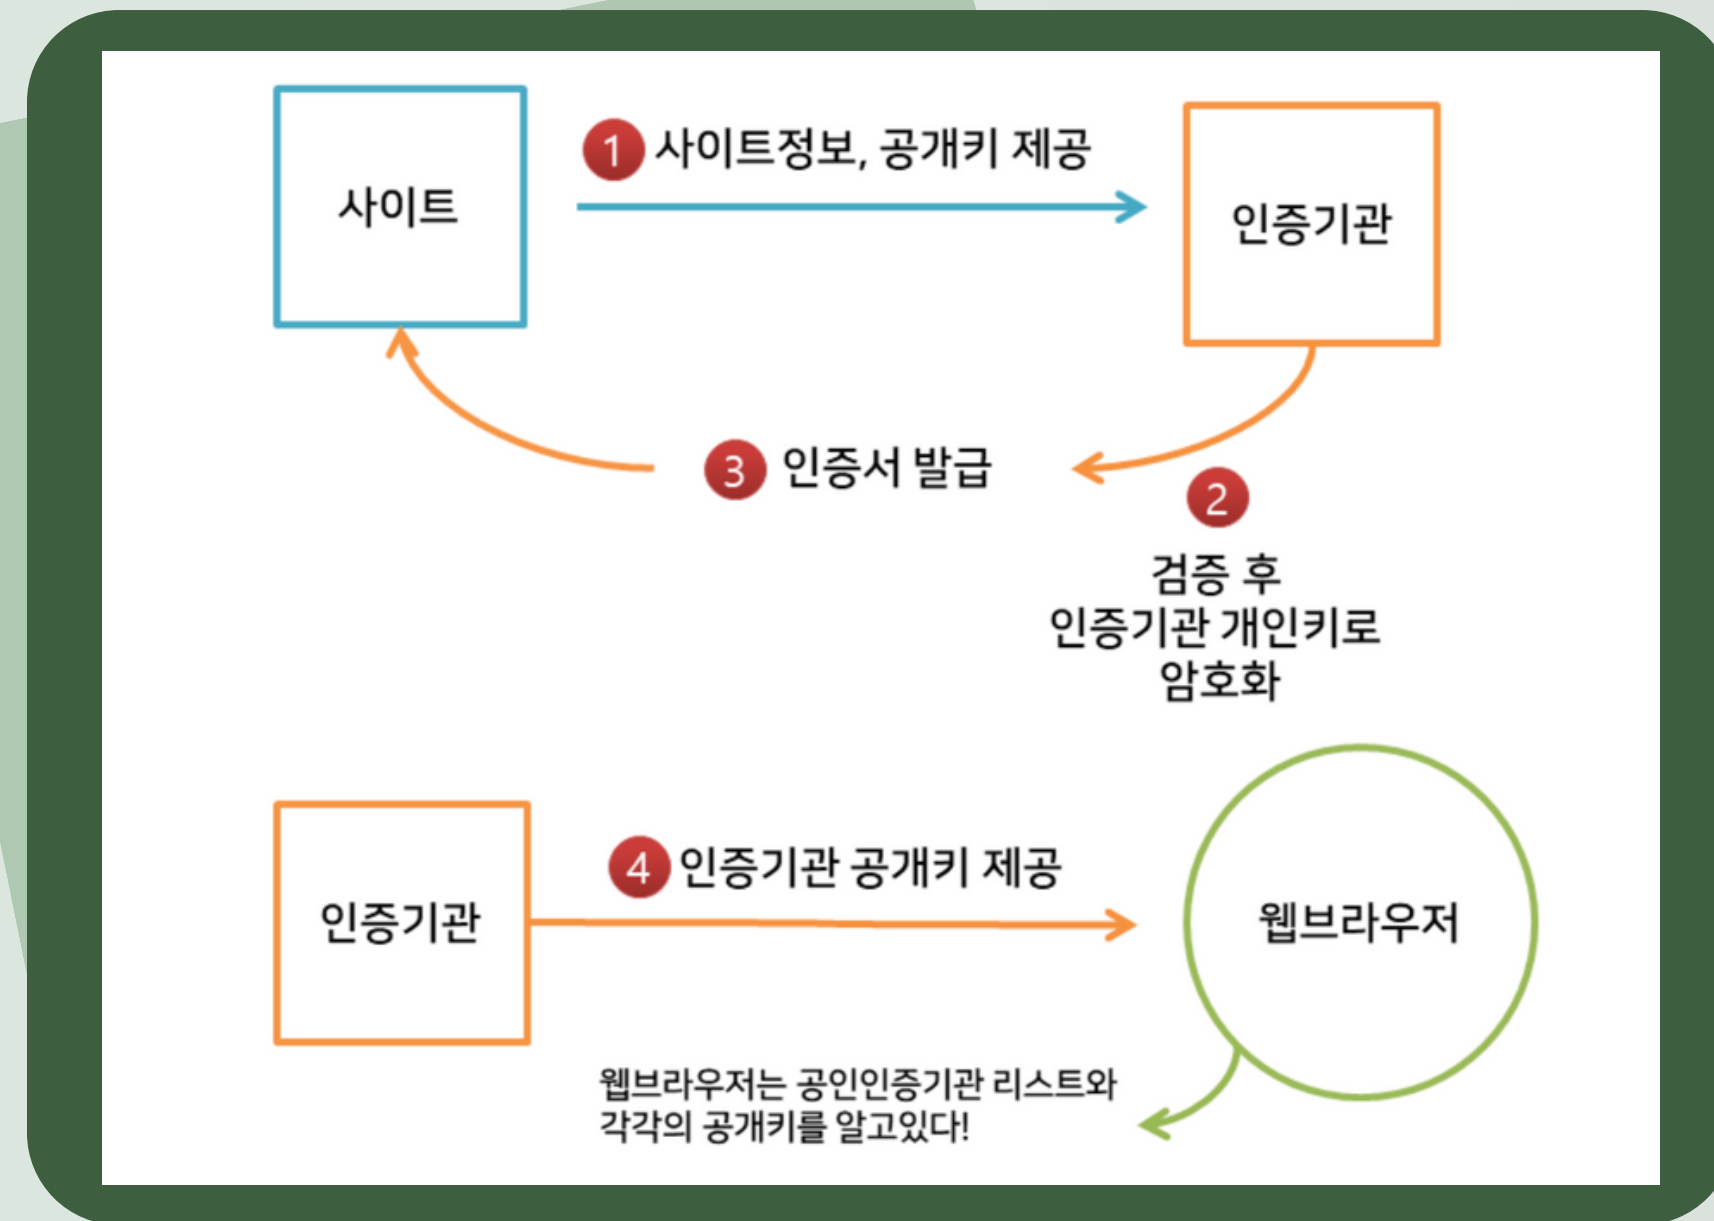 사이트
1 사이트정보, 공개키 제공
인증기관
3 인증서 발급
2
검증 후
인증기관 개인키로
암호화
인증기관
4 인증기관 공개키 제공
웹브라우저
웹브라우저는 공인인증기관 리스트와
각각의 공개키를 알고있다!